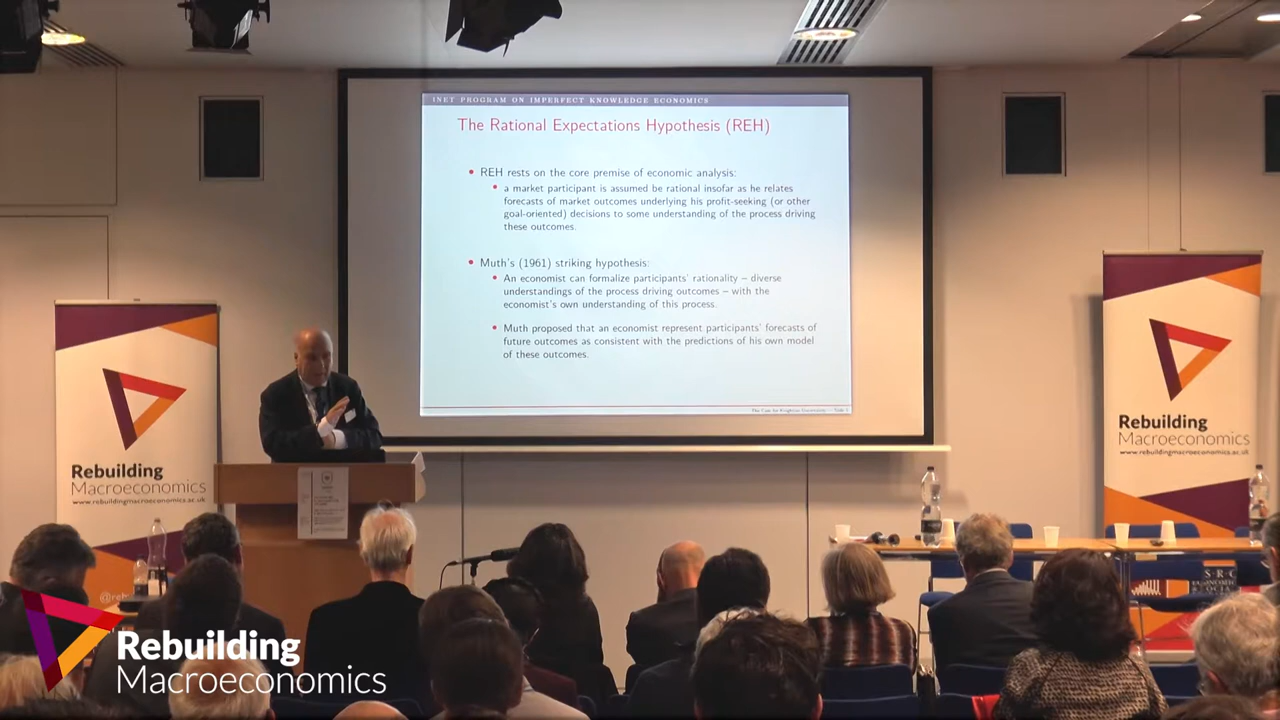 INET PROGRAM ON IMPERFECT KNOWLEDGE ECONOMICS
The Rational Expectations Hypothesis (REH)
• REH rests on the core premise of economic analysis:
• a market participant is assumed be rational insofar as he relates
forecasts of market outcomes underlying his profit-seeking (or other
goal-oriented) decisions to some understanding of the process driving
these outcomes.
• Muth's (1961) striking hypothesis:
• An economist can formalize participants' rationality – diverse
understandings of the process driving outcomes – with the
economist's own understanding of this process.
• Muth proposed that an economist represent participants' forecasts of
future outcomes as consistent with the predictions of his own model
of these outcomes.
Rebuilding
Macroeconomics
www.rebuildingmacroeconomics.ac.uk
Rebuilding
Macroeconomics
www.rebuildingmacroeconomics.ac.uk
Rebuilding
Macroeconomics